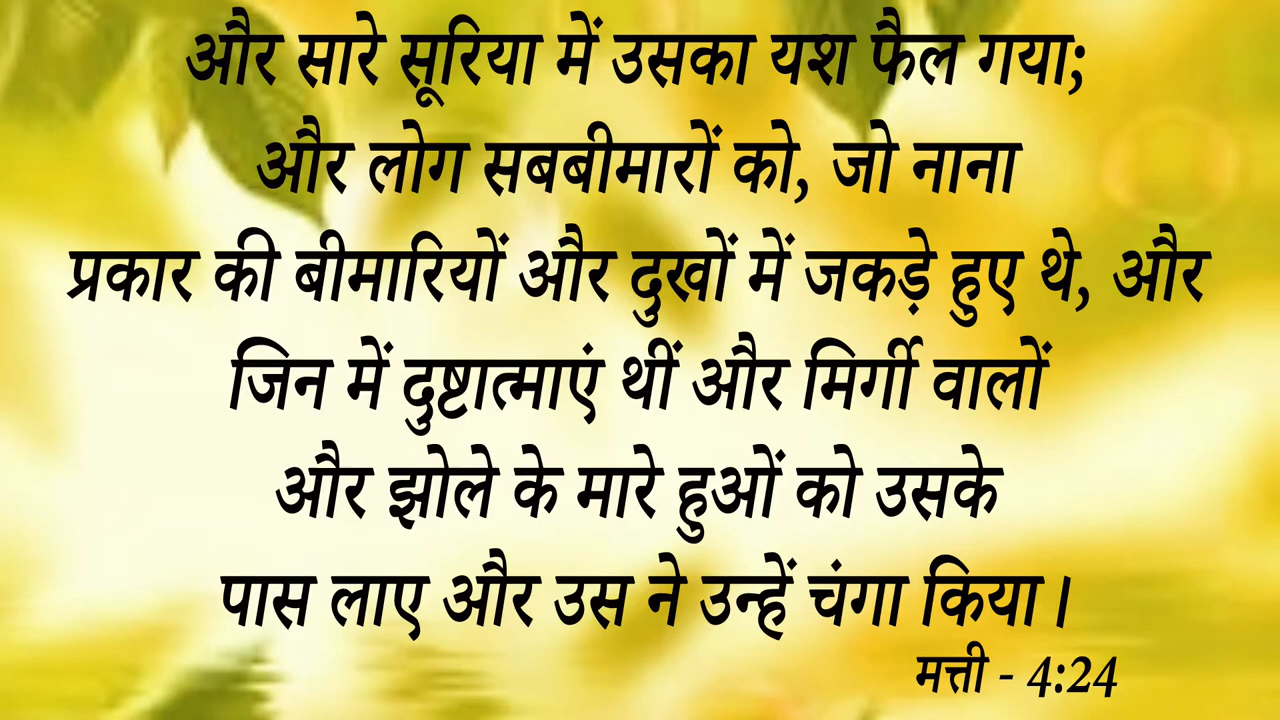 और सारे सूरिया में उसका यश फैल गया;
और लोग सबबीमारों को, जो नाना
प्रकार की बीमारियों और दुखों में जकड़े हुए थे, और
जिन में दुष्टात्माएं थीं और मिर्गी वालों
और झोले के मारे हुओं को उसके
पास लाए और उस ने उन्हें चंगा किया।
मत्ती - 4:24